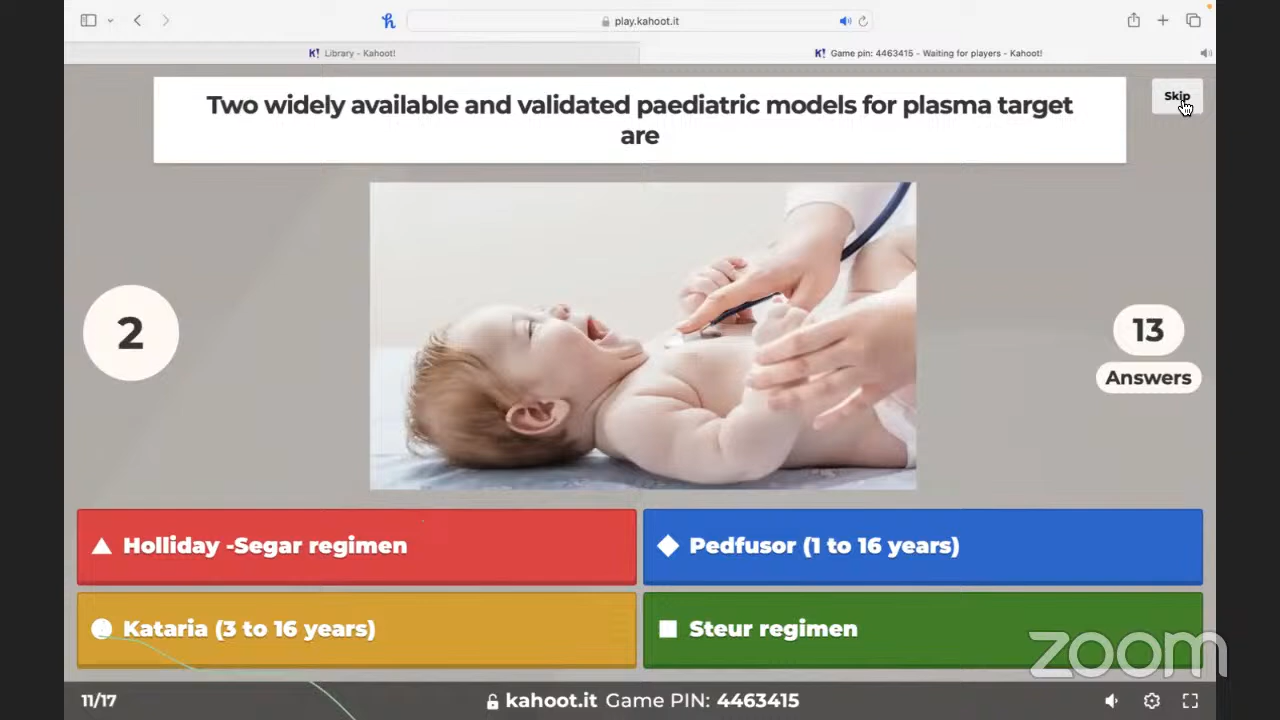 play.kahoot.it
K! Library - Kahoot!
K! Game pin: 4463415 - Waiting for players - Kahoot!
Two widely available and validated paediatric models for plasma target
are
Skip
2
13
Answers
Holliday -Segar regimen
Pedfusor (1 to 16 years)
Kataria (3 to 16 years)
Steur regimen
zoom
11/17
kahoot.it Game PIN: 4463415